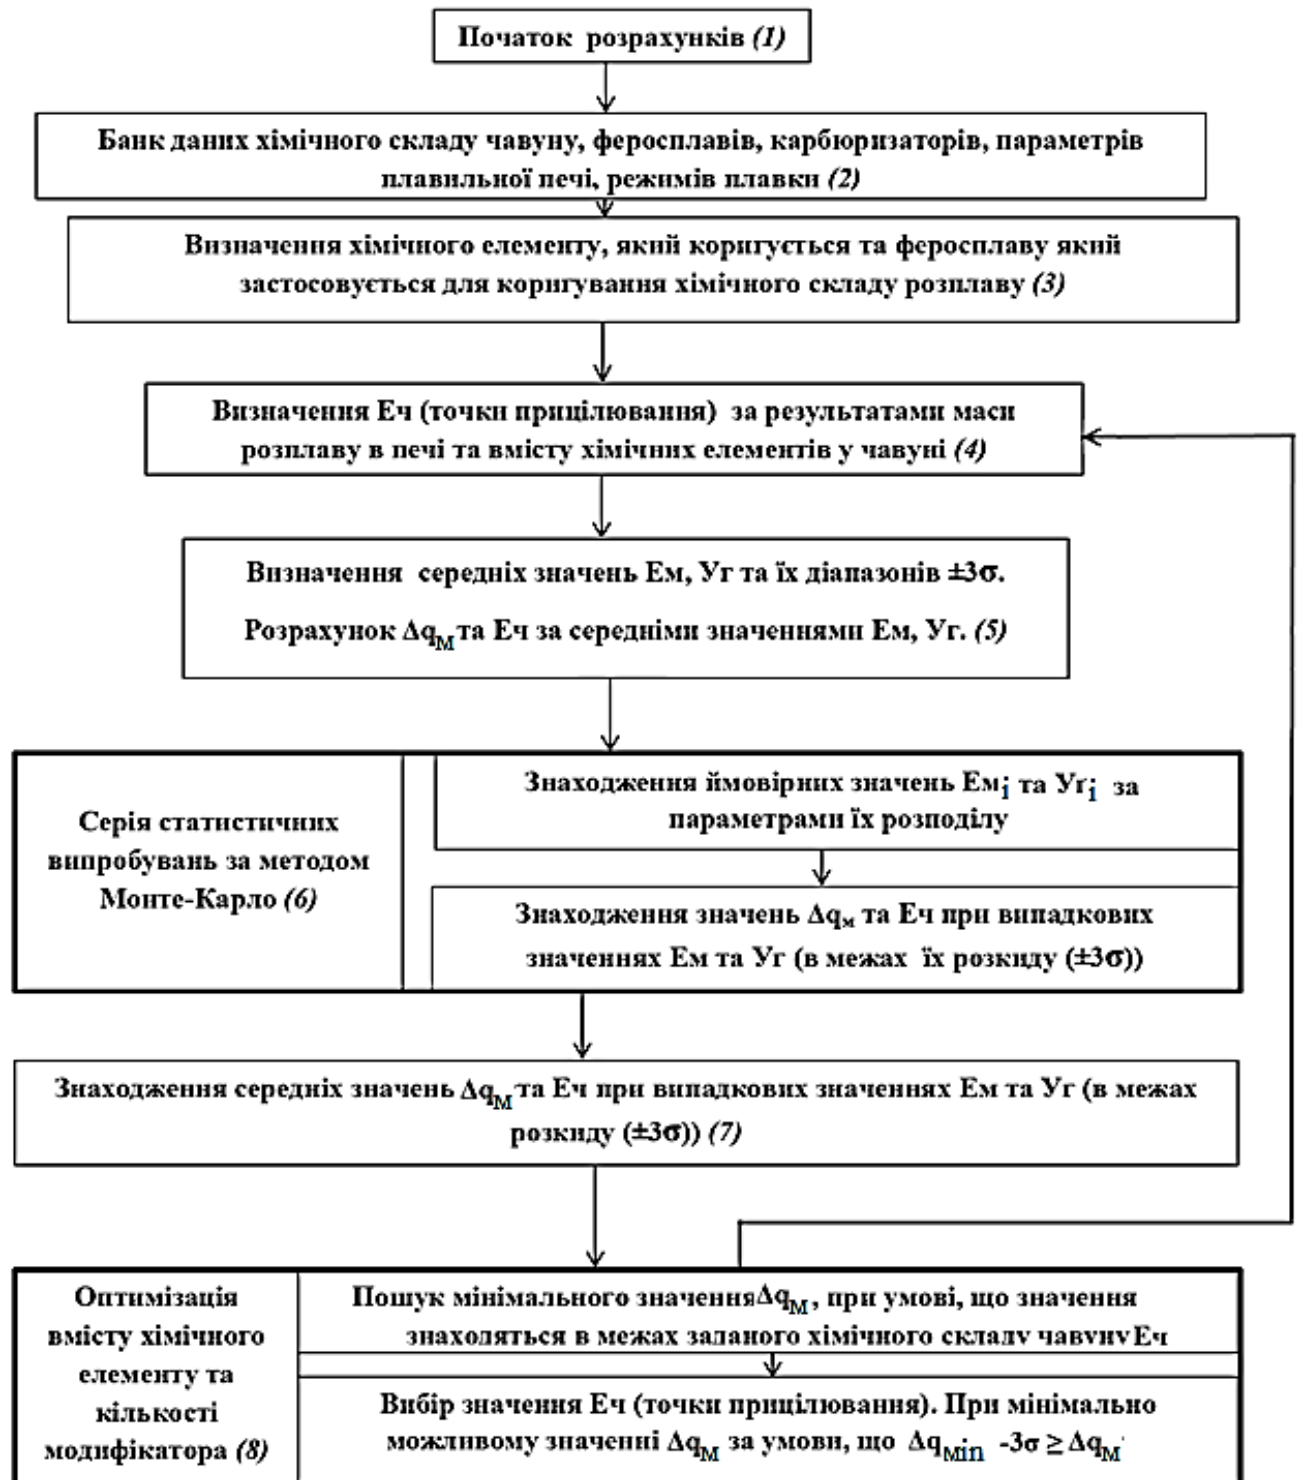 Початок розрахунків (1)
Банк даних хімічного складу чавуну, феросплавів, карбюризаторів, параметрів
плавильної печі, режимів плавки (2)
Визначення хімічного елементу, який коригується та феросплаву який
застосовується для коригування хімічного складу розплаву (3)
Визначення Еч (точки прицілювання) за результатами маси
розплаву в печі та вмісту хімічних елементів у чавуні (4)
Визначення середніх значень Ем, Уг та їх діапазонів ±3σ.
Розрахунок Δqм та Еч за середніми значеннями Ем, Уг. (5)
Серія статистичних
випробувань за методом
Монте-Карло (6)
Знаходження ймовірних значень Емi та Угi за
параметрами їх розподілу
Знаходження значень Δqм та Еч при випадкових
значеннях Ем та Уг (в межах їх розкиду (±3σ))
Знаходження середніх значень Δqм та Еч при випадкових значеннях Ем та Уг (в межах
розкиду (±3σ)) (7)
Оптимізація
вмісту хімічного
елементу та
кількості
модифікатора (8)
Пошук мінімального значення Δqм, при умові, що значення
знаходяться в межах заданого хімічного складу чавуну Еч
Вибір значення Еч (точки прицілювання). При мінімально
можливому значенні Δqм за умови, що Δqmin -3σ ≥ Δqм